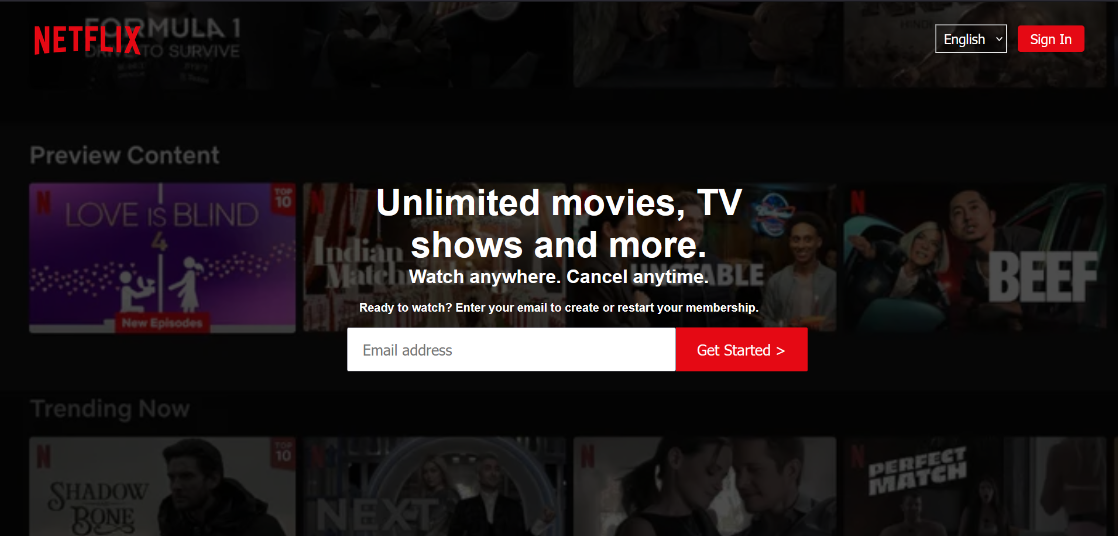 FORMULA 1
NETFLIX
DRIVE TO SURVIVE
English
Sign In
Preview Content
N
TOP
10
LOVE IS BLIND
4
New Episodes
N
Indian
Match
Unlimited movies, TV
shows and more.
Watch anywhere. Cancel anytime.
Ready to watch? Enter your email to create or restart your membership.
Email address
Get Started >
N
BEEF
Trending Now
N
TOP
10
SHADOW
BONE
N
NEXT
N
N
PERFECT
MATCH